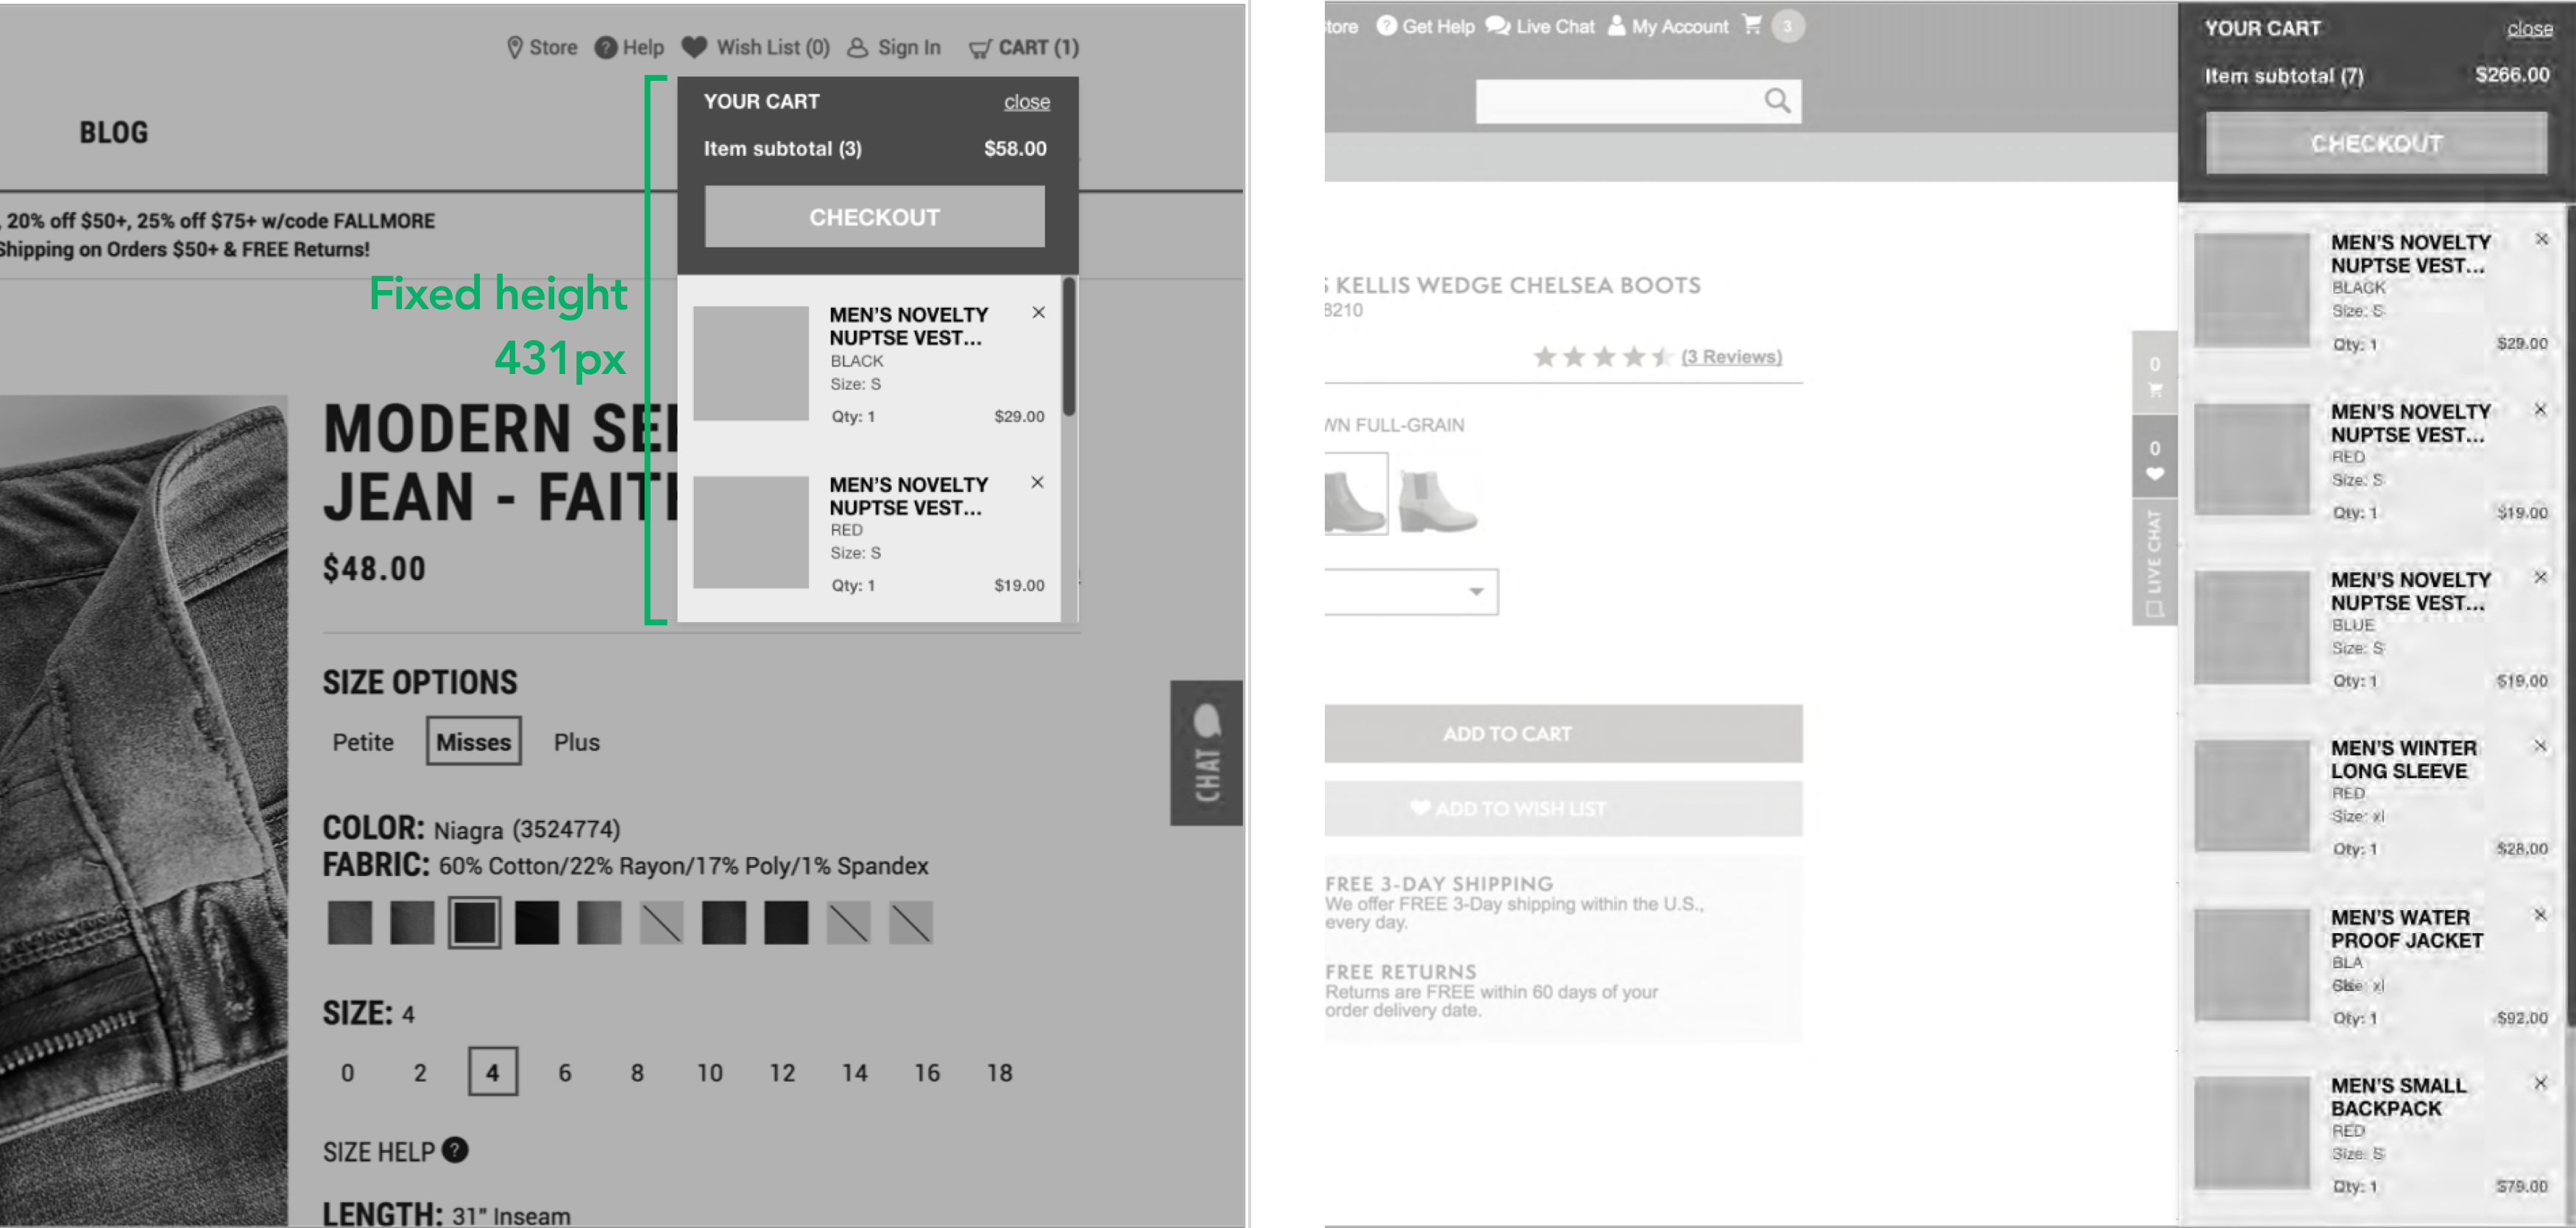 Store Help Wish List (0) Sign In CART (1)
BLOG
YOUR CART close
Item subtotal (3) $58.00
CHECKOUT
, 20% off $50+, 25% off $75+ w/code FALLMORE
Shipping on Orders $50+ & FREE Returns!
Fixed height
431px
MEN'S NOVELTY
NUPTSE VEST...
BLACK
Size: S
Qty: 1 $29.00
MEN'S NOVELTY
NUPTSE VEST...
RED
Size: S
Qty: 1 $19.00
MODERN SE
JEAN - FAIT
$48.00
SIZE OPTIONS
Petite Misses Plus
CHAT
COLOR: Niagra (3524774)
FABRIC: 60% Cotton/22% Rayon/17% Poly/1% Spandex
SIZE: 4
0 2 4 6 8 10 12 14 16 18
SIZE HELP ?
LENGTH: 31" Inseam
tore Get Help Live Chat My Account 3
KELLIS WEDGE CHELSEA BOOTS
8210
(3 Reviews)
WN FULL-GRAIN
ADD TO CART
ADD TO WISH LIST
FREE 3-DAY SHIPPING
We offer FREE 3-Day shipping within the U.S.,
every day.
FREE RETURNS
Returns are FREE within 60 days of your
order delivery date.
0
0
LIVE CHAT
YOUR CART close
Item subtotal (7) $266.00
CHECKOUT
MEN'S NOVELTY
NUPTSE VEST...
BLACK
Size: S
Qty: 1 $29.00
MEN'S NOVELTY
NUPTSE VEST...
RED
Size: S
Qty: 1 $19.00
MEN'S NOVELTY
NUPTSE VEST...
BLUE
Size: S
Qty: 1 $19.00
MEN'S WINTER
LONG SLEEVE
RED
Size: xl
Qty: 1 $28.00
MEN'S WATER
PROOF JACKET
BLA
xl
Qty: 1 $92.00
MEN'S SMALL
BACKPACK
RED
Size: S
Qty: 1 $79.00